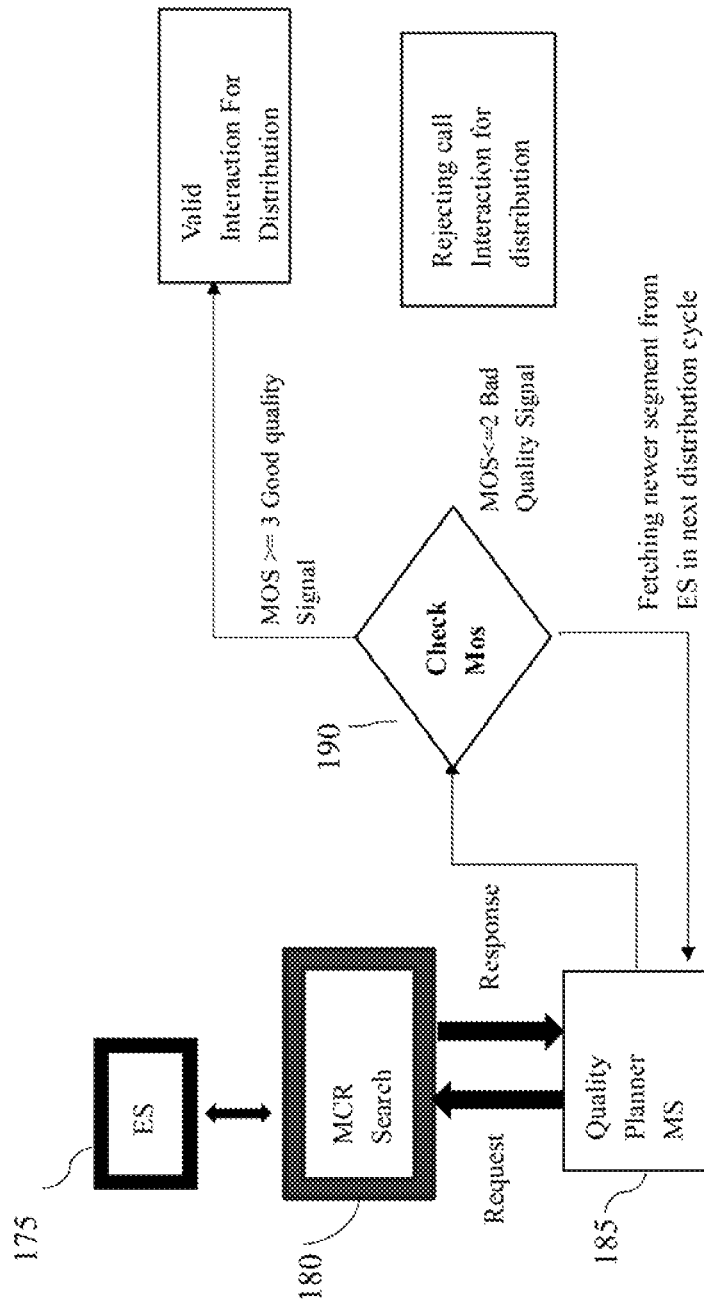 175
ES
180
MCR
Search
Request
Response
185
Quality
Planner
MS
190
Check
Mos
MOS >= 3 Good quality
Signal
MOS<=2 Bad
Quality Signal
Fetching newer segment from
ES in next distribution cycle
Valid
Interaction For
Distribution
Rejecting call
Interaction for
distribution